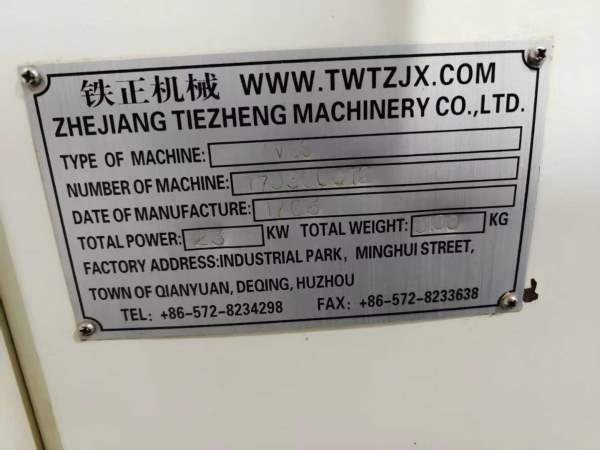 铁正机械 WWW.TWTZJX.COM
ZHEJIANG TIEZHENG MACHINERY CO.,LTD.
TYPE OF MACHINE:
NUMBER OF MACHINE:
DATE OF MANUFACTURE:
TOTAL POWER: 23 KW TOTAL WEIGHT: KG
FACTORY ADDRESS:INDUSTRIAL PARK, MINGHUI STREET,
TOWN OF QIANYUAN, DEQING, HUZHOU
TEL: +86-572-8234298 FAX: +86-572-8233638